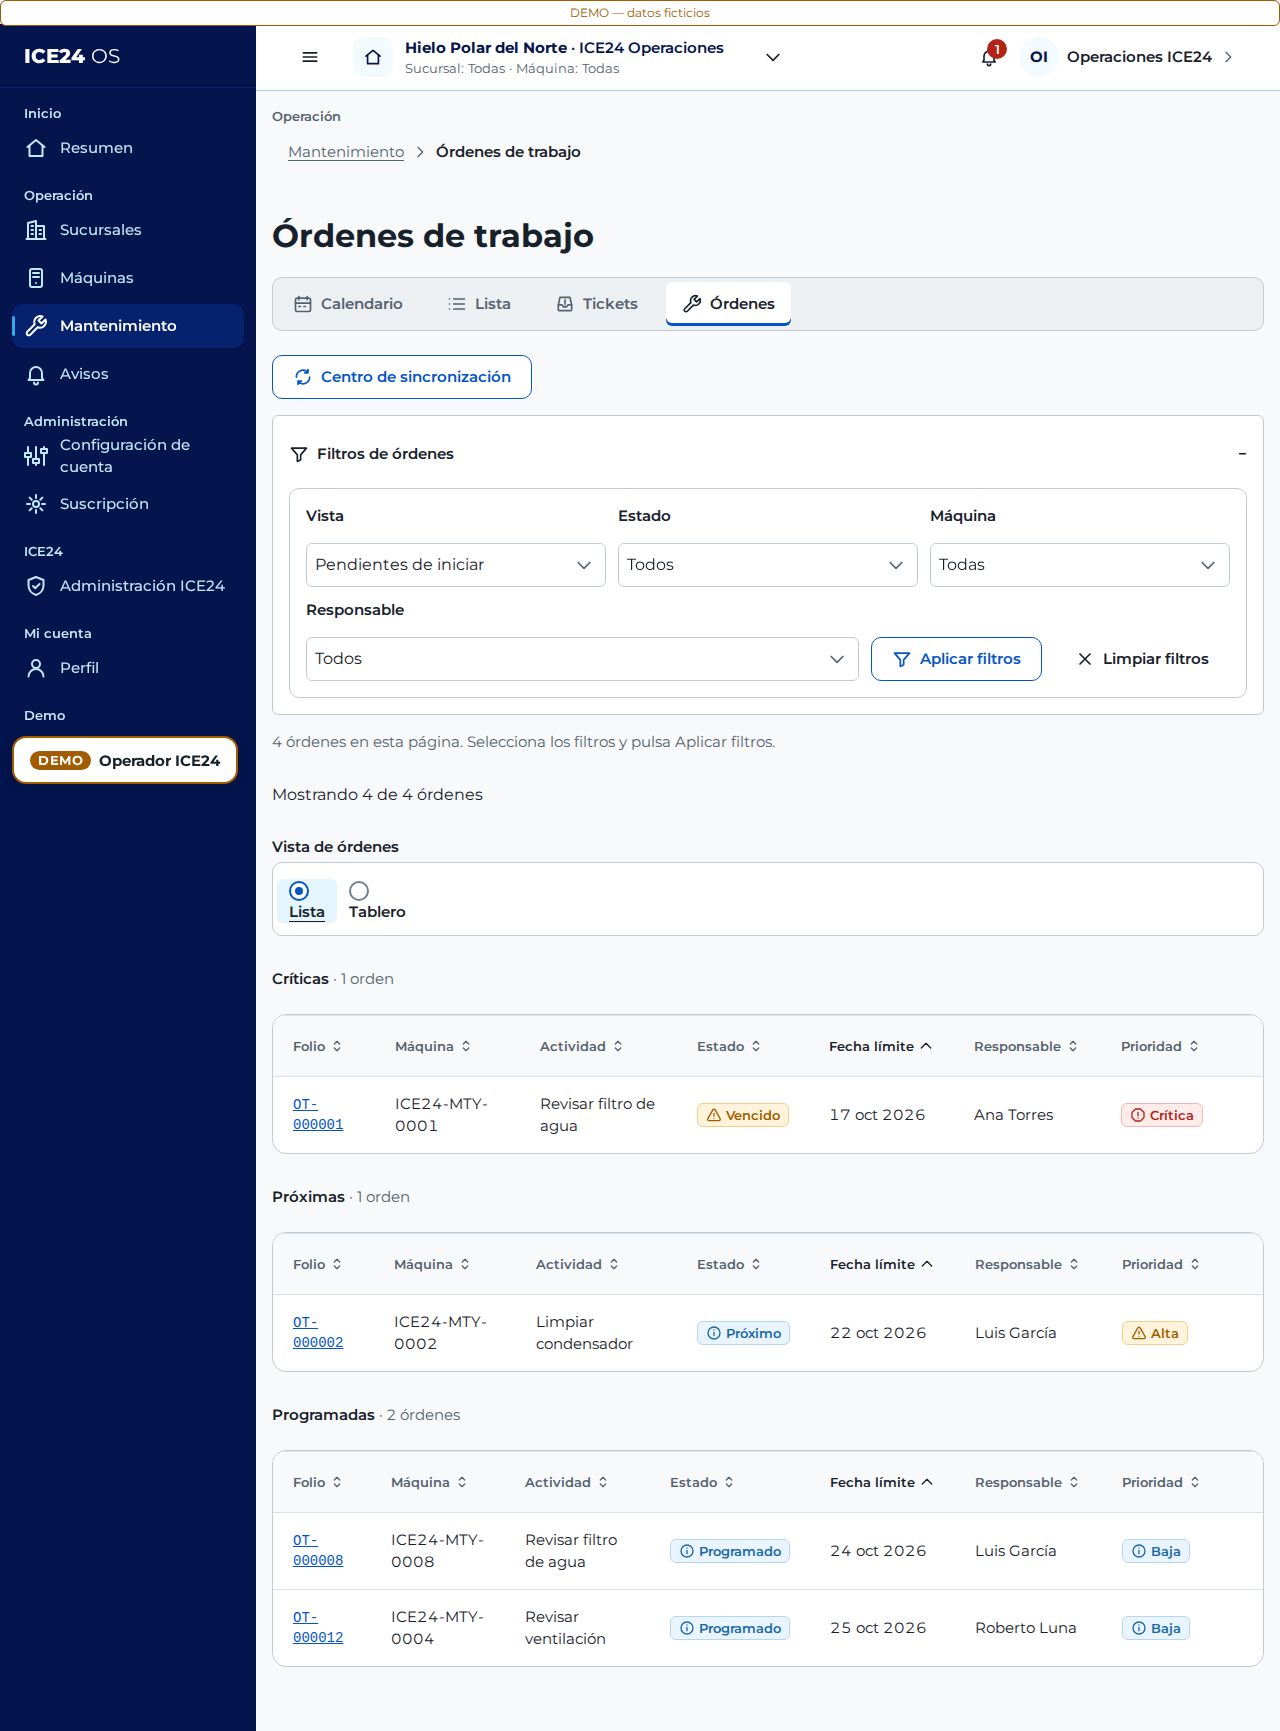 DEMO — datos ficticios
ICE24 OS
Inicio
Resumen
Operación
Sucursales
Máquinas
Mantenimiento
Avisos
Administración
Configuración de
cuenta
Suscripción
ICE24
Administración ICE24
Mi cuenta
Perfil
Demo
DEMO Operador ICE24
Hielo Polar del Norte · ICE24 Operaciones
Sucursal: Todas · Máquina: Todas
1
OI Operaciones ICE24
Operación
Mantenimiento > Órdenes de trabajo
Órdenes de trabajo
Calendario Lista Tickets Órdenes
Centro de sincronización
Filtros de órdenes –
Vista Estado Máquina
Pendientes de iniciar Todos Todas
Responsable
Todos Aplicar filtros Limpiar filtros
4 órdenes en esta página. Selecciona los filtros y pulsa Aplicar filtros.
Mostrando 4 de 4 órdenes
Vista de órdenes
Lista Tablero
Críticas · 1 orden
Folio Máquina Actividad Estado Fecha límite Responsable Prioridad
OT-000001 ICE24-MTY-0001 Revisar filtro de agua Vencido 17 oct 2026 Ana Torres Crítica
Próximas · 1 orden
Folio Máquina Actividad Estado Fecha límite Responsable Prioridad
OT-000002 ICE24-MTY-0002 Limpiar condensador Próximo 22 oct 2026 Luis García Alta
Programadas · 2 órdenes
Folio Máquina Actividad Estado Fecha límite Responsable Prioridad
OT-000008 ICE24-MTY-0008 Revisar filtro de agua Programado 24 oct 2026 Luis García Baja
OT-000012 ICE24-MTY-0004 Revisar ventilación Programado 25 oct 2026 Roberto Luna Baja